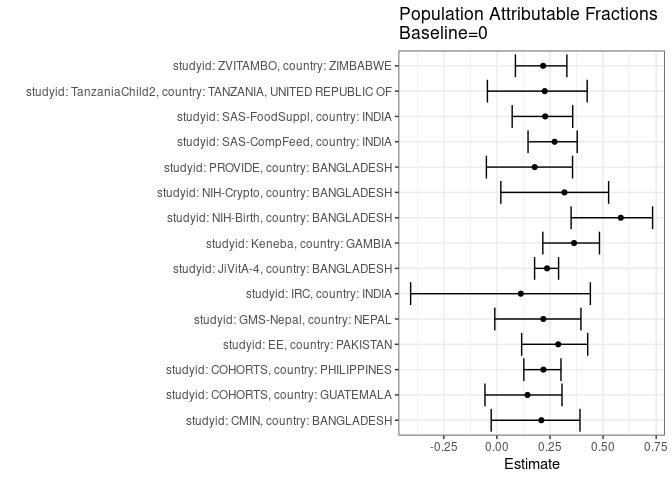 Population Attributable Fractions
Baseline=0
studyid: ZVITAMBO, country: ZIMBABWE
studyid: TanzaniaChild2, country: TANZANIA, UNITED REPUBLIC OF
studyid: SAS-FoodSuppl, country: INDIA
studyid: SAS-CompFeed, country: INDIA
studyid: PROVIDE, country: BANGLADESH
studyid: NIH-Crypto, country: BANGLADESH
studyid: NIH-Birth, country: BANGLADESH
studyid: Keneba, country: GAMBIA
studyid: JiVitA-4, country: BANGLADESH
studyid: IRC, country: INDIA
studyid: GMS-Nepal, country: NEPAL
studyid: EE, country: PAKISTAN
studyid: COHORTS, country: PHILIPPINES
studyid: COHORTS, country: GUATEMALA
studyid: CMIN, country: BANGLADESH
-0.25 0.00 0.25 0.50 0.75
Estimate